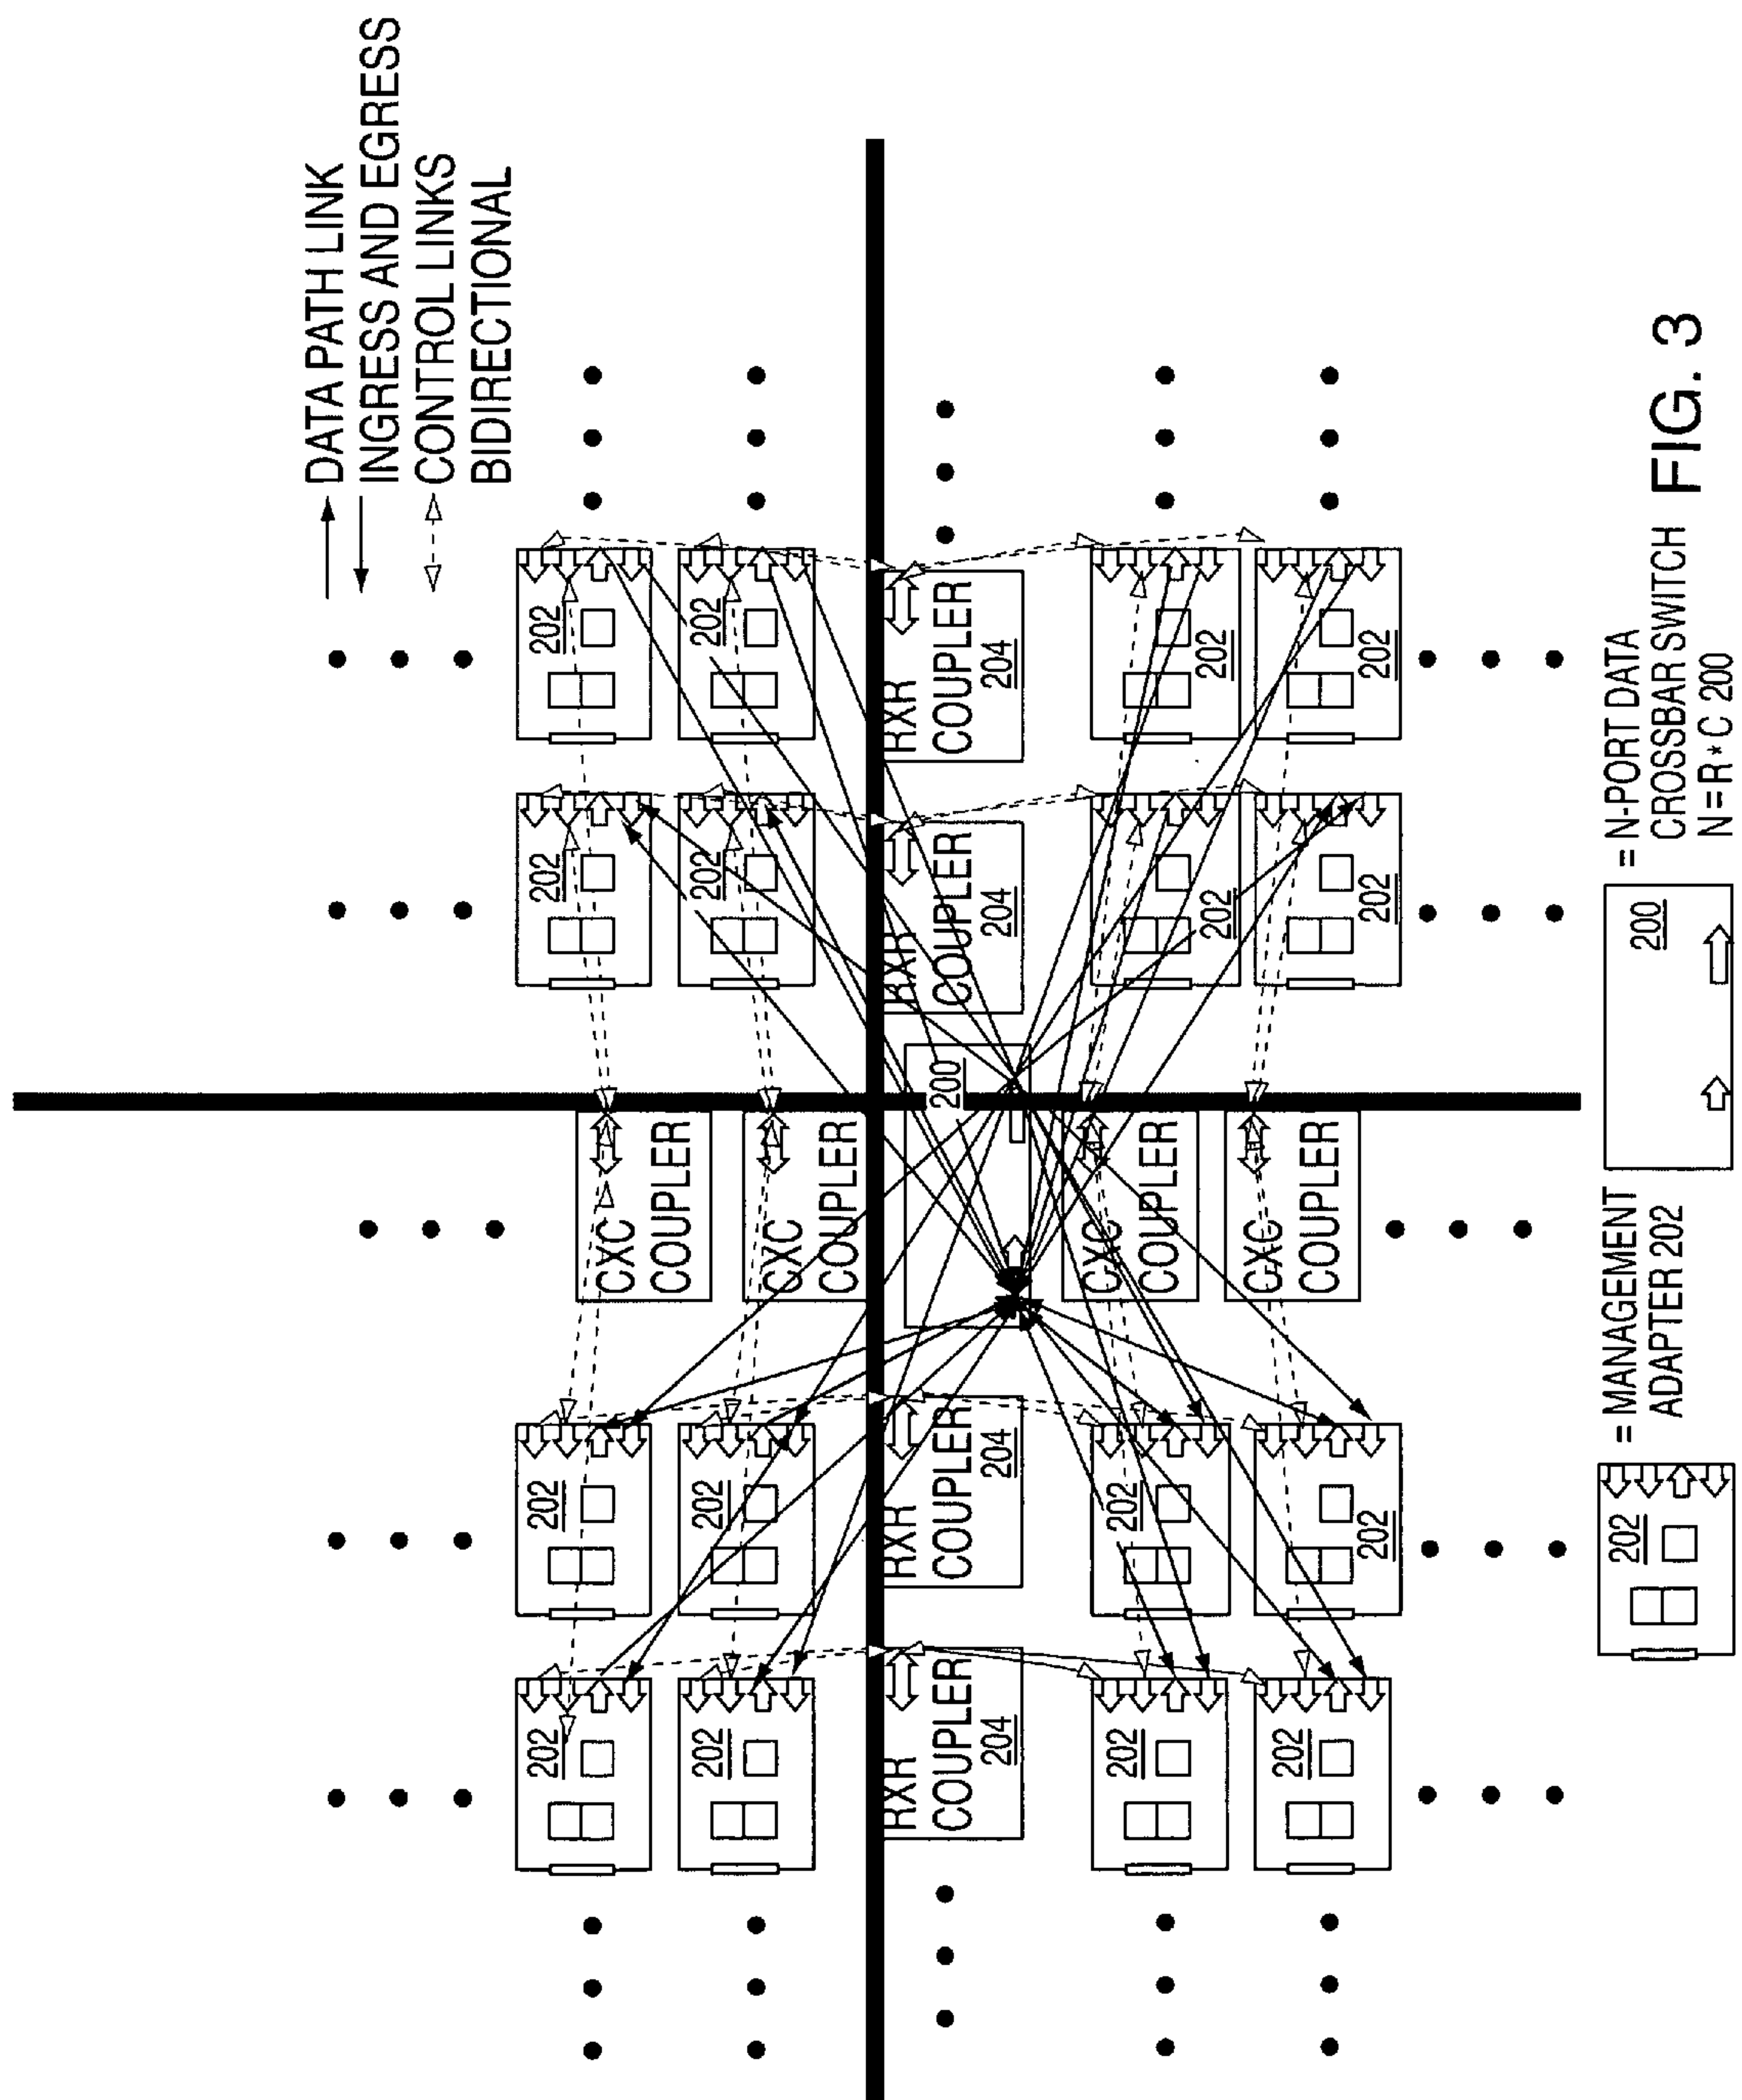 DATA PATH LINK
INGRESS AND EGRESS
CONTROL LINKS
BIDIRECTIONAL
202
202
CXC
COUPLER
202
202
202
202
CXC
COUPLER
202
202
RXR
COUPLER
204
RXR
COUPLER
204
200
RXR
COUPLER
204
RXR
COUPLER
204
202
202
CXC
COUPLER
202
202
202
202
CXC
COUPLER
202
202
202
= MANAGEMENT
ADAPTER 202
200
= N-PORT DATA
CROSSBAR SWITCH
N=R*C 200
FIG. 3